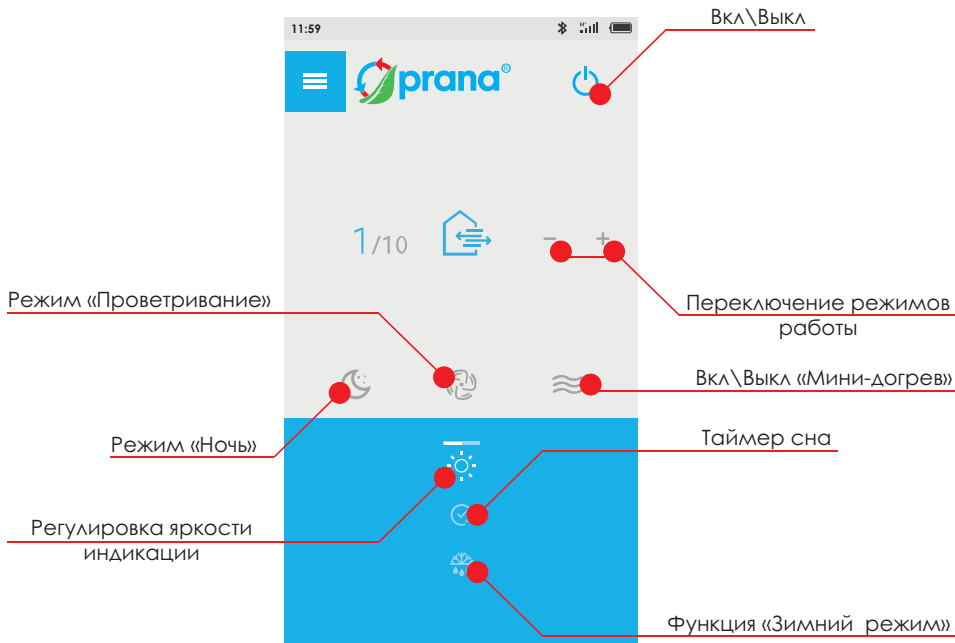 Вкл\Выкл
11:59
H+
prana®
1/10
− +
Режим «Проветривание»
Переключение режимов
работы
Вкл\Выкл «Мини-догрев»
Режим «Ночь»
Таймер сна
Регулировка яркости
индикации
Функция «Зимний режим»